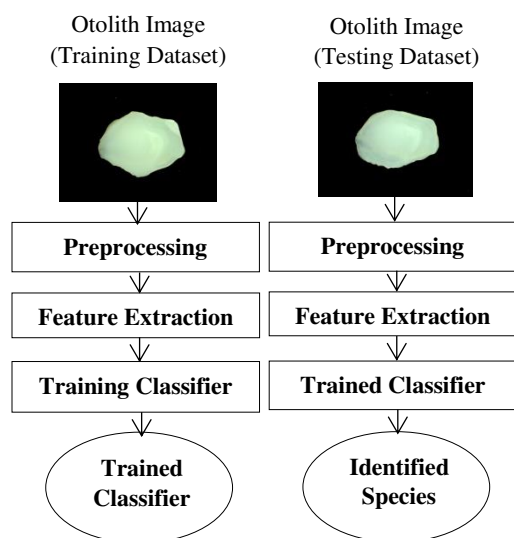 Otolith Image
(Training Dataset)
Preprocessing
Feature Extraction
Training Classifier
Trained
Classifier
Otolith Image
(Testing Dataset)
Preprocessing
Feature Extraction
Trained Classifier
Identified
Species